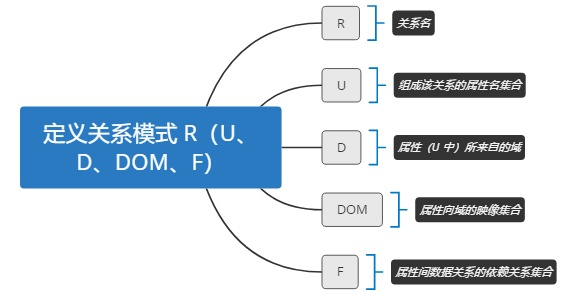 定义关系模式 R（U、
D、DOM、F）
R
关系名
U
组成该关系的属性名集合
D
属性（U 中）所来自的域
DOM
属性向域的映像集合
F
属性间数据关系的依赖关系集合